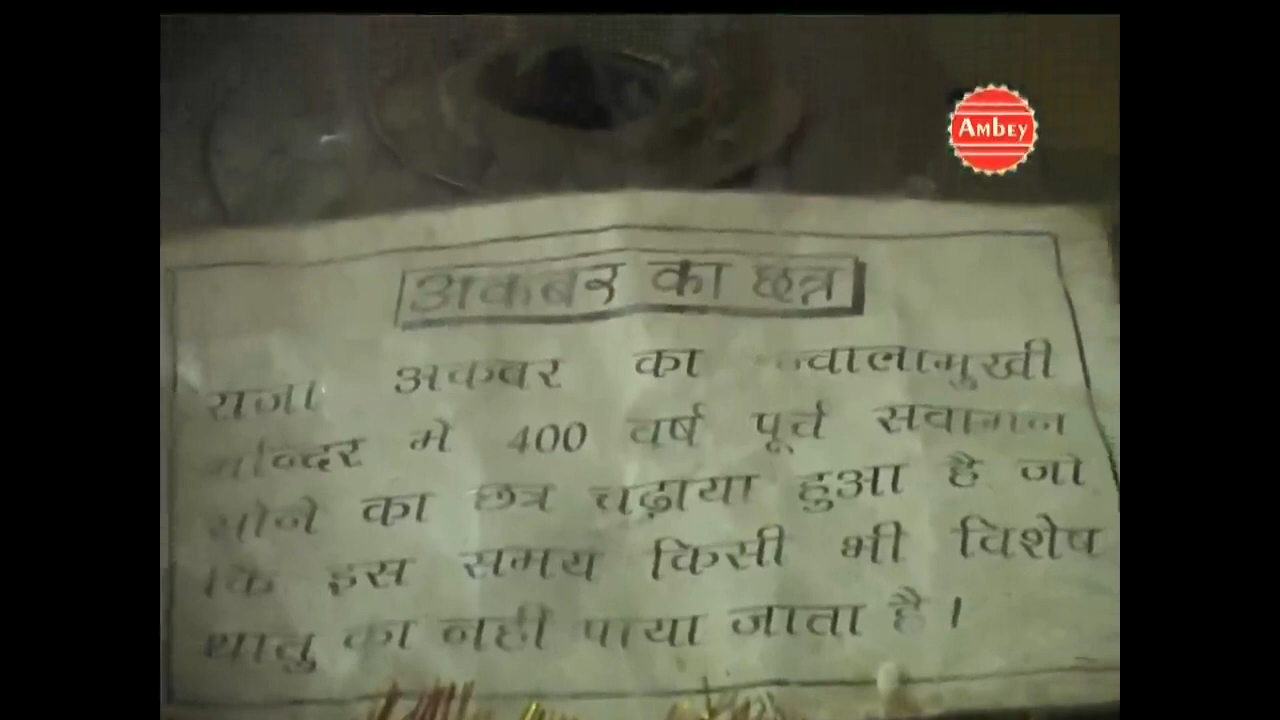 AMBEY
अकबर का छत्र
राजा अकबर का ज्वालामुखी
मन्दिर मे 400 वर्ष पूर्व सवामन
सोने का छत्र चढ़ाया हुआ है जो
कि इस समय किसी भी विशेष
धातु का नही पाया जाता है।